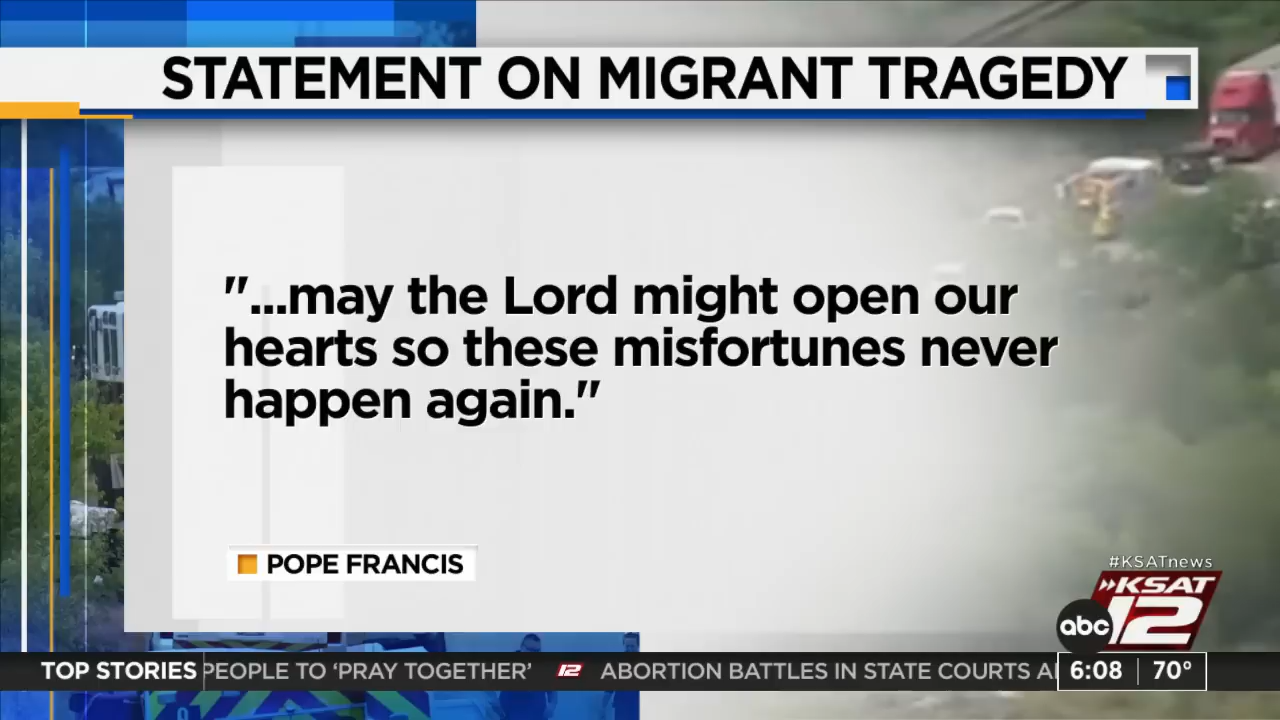 STATEMENT ON MIGRANT TRAGEDY
"...may the Lord might open our
hearts so these misfortunes never
happen again."
POPE FRANCIS
#KSATnews
KSAT
abc 12
TOP STORIES PEOPLE TO ‘PRAY TOGETHER’ 12 ABORTION BATTLES IN STATE COURTS 6:08 70°